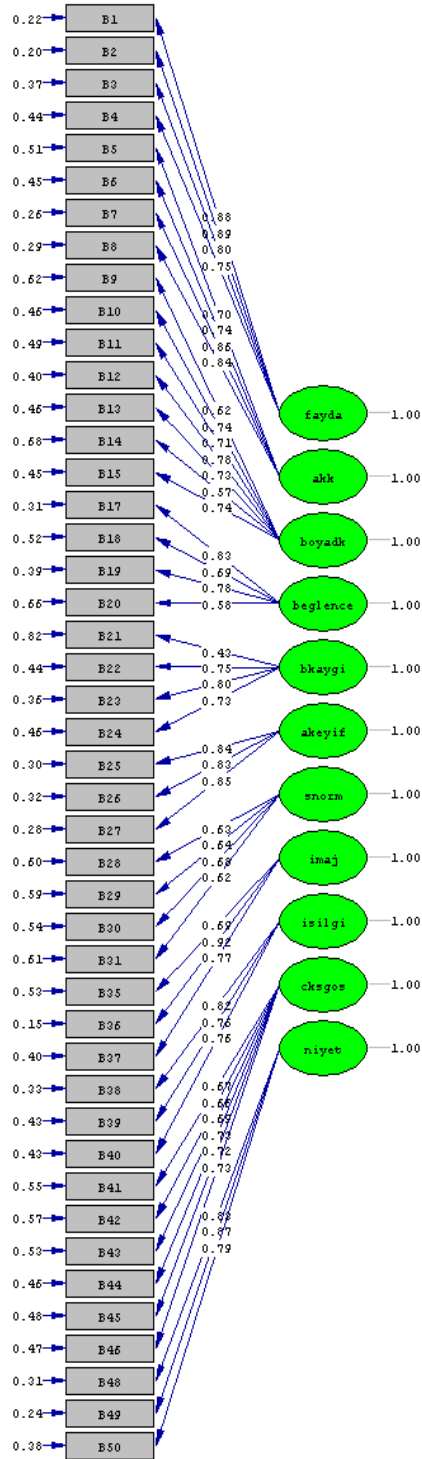 0.22 B1
0.20 B2
0.37 B3
0.44 B4
0.51 B5
0.45 B6
0.26 B7
0.29 B8
0.62 B9
0.46 B10
0.49 B11
0.40 B12
0.46 B13
0.68 B14
0.45 B15
0.31 B17
0.52 B18
0.39 B19
0.66 B20
0.82 B21
0.44 B22
0.36 B23
0.46 B24
0.30 B25
0.32 B26
0.28 B27
0.60 B28
0.59 B29
0.54 B30
0.61 B31
0.53 B35
0.15 B36
0.40 B37
0.33 B38
0.43 B39
0.43 B40
0.55 B41
0.57 B42
0.53 B43
0.46 B44
0.48 B45
0.47 B46
0.31 B48
0.24 B49
0.38 B50
0.88
0.89
0.80
0.75
0.70
0.74
0.86
0.84
0.62
0.74
0.71
0.78
0.73
0.57
0.74
0.83
0.69
0.78
0.58
0.43
0.75
0.80
0.73
0.84
0.83
0.85
0.63
0.64
0.68
0.62
0.69
0.92
0.77
0.82
0.76
0.76
0.67
0.66
0.69
0.73
0.72
0.73
0.83
0.87
0.79
fayda 1.00
akk 1.00
boyadk 1.00
beglence 1.00
bkaygi 1.00
akeyif 1.00
snorm 1.00
imaj 1.00
isilgi 1.00
cksgos 1.00
niyet 1.00